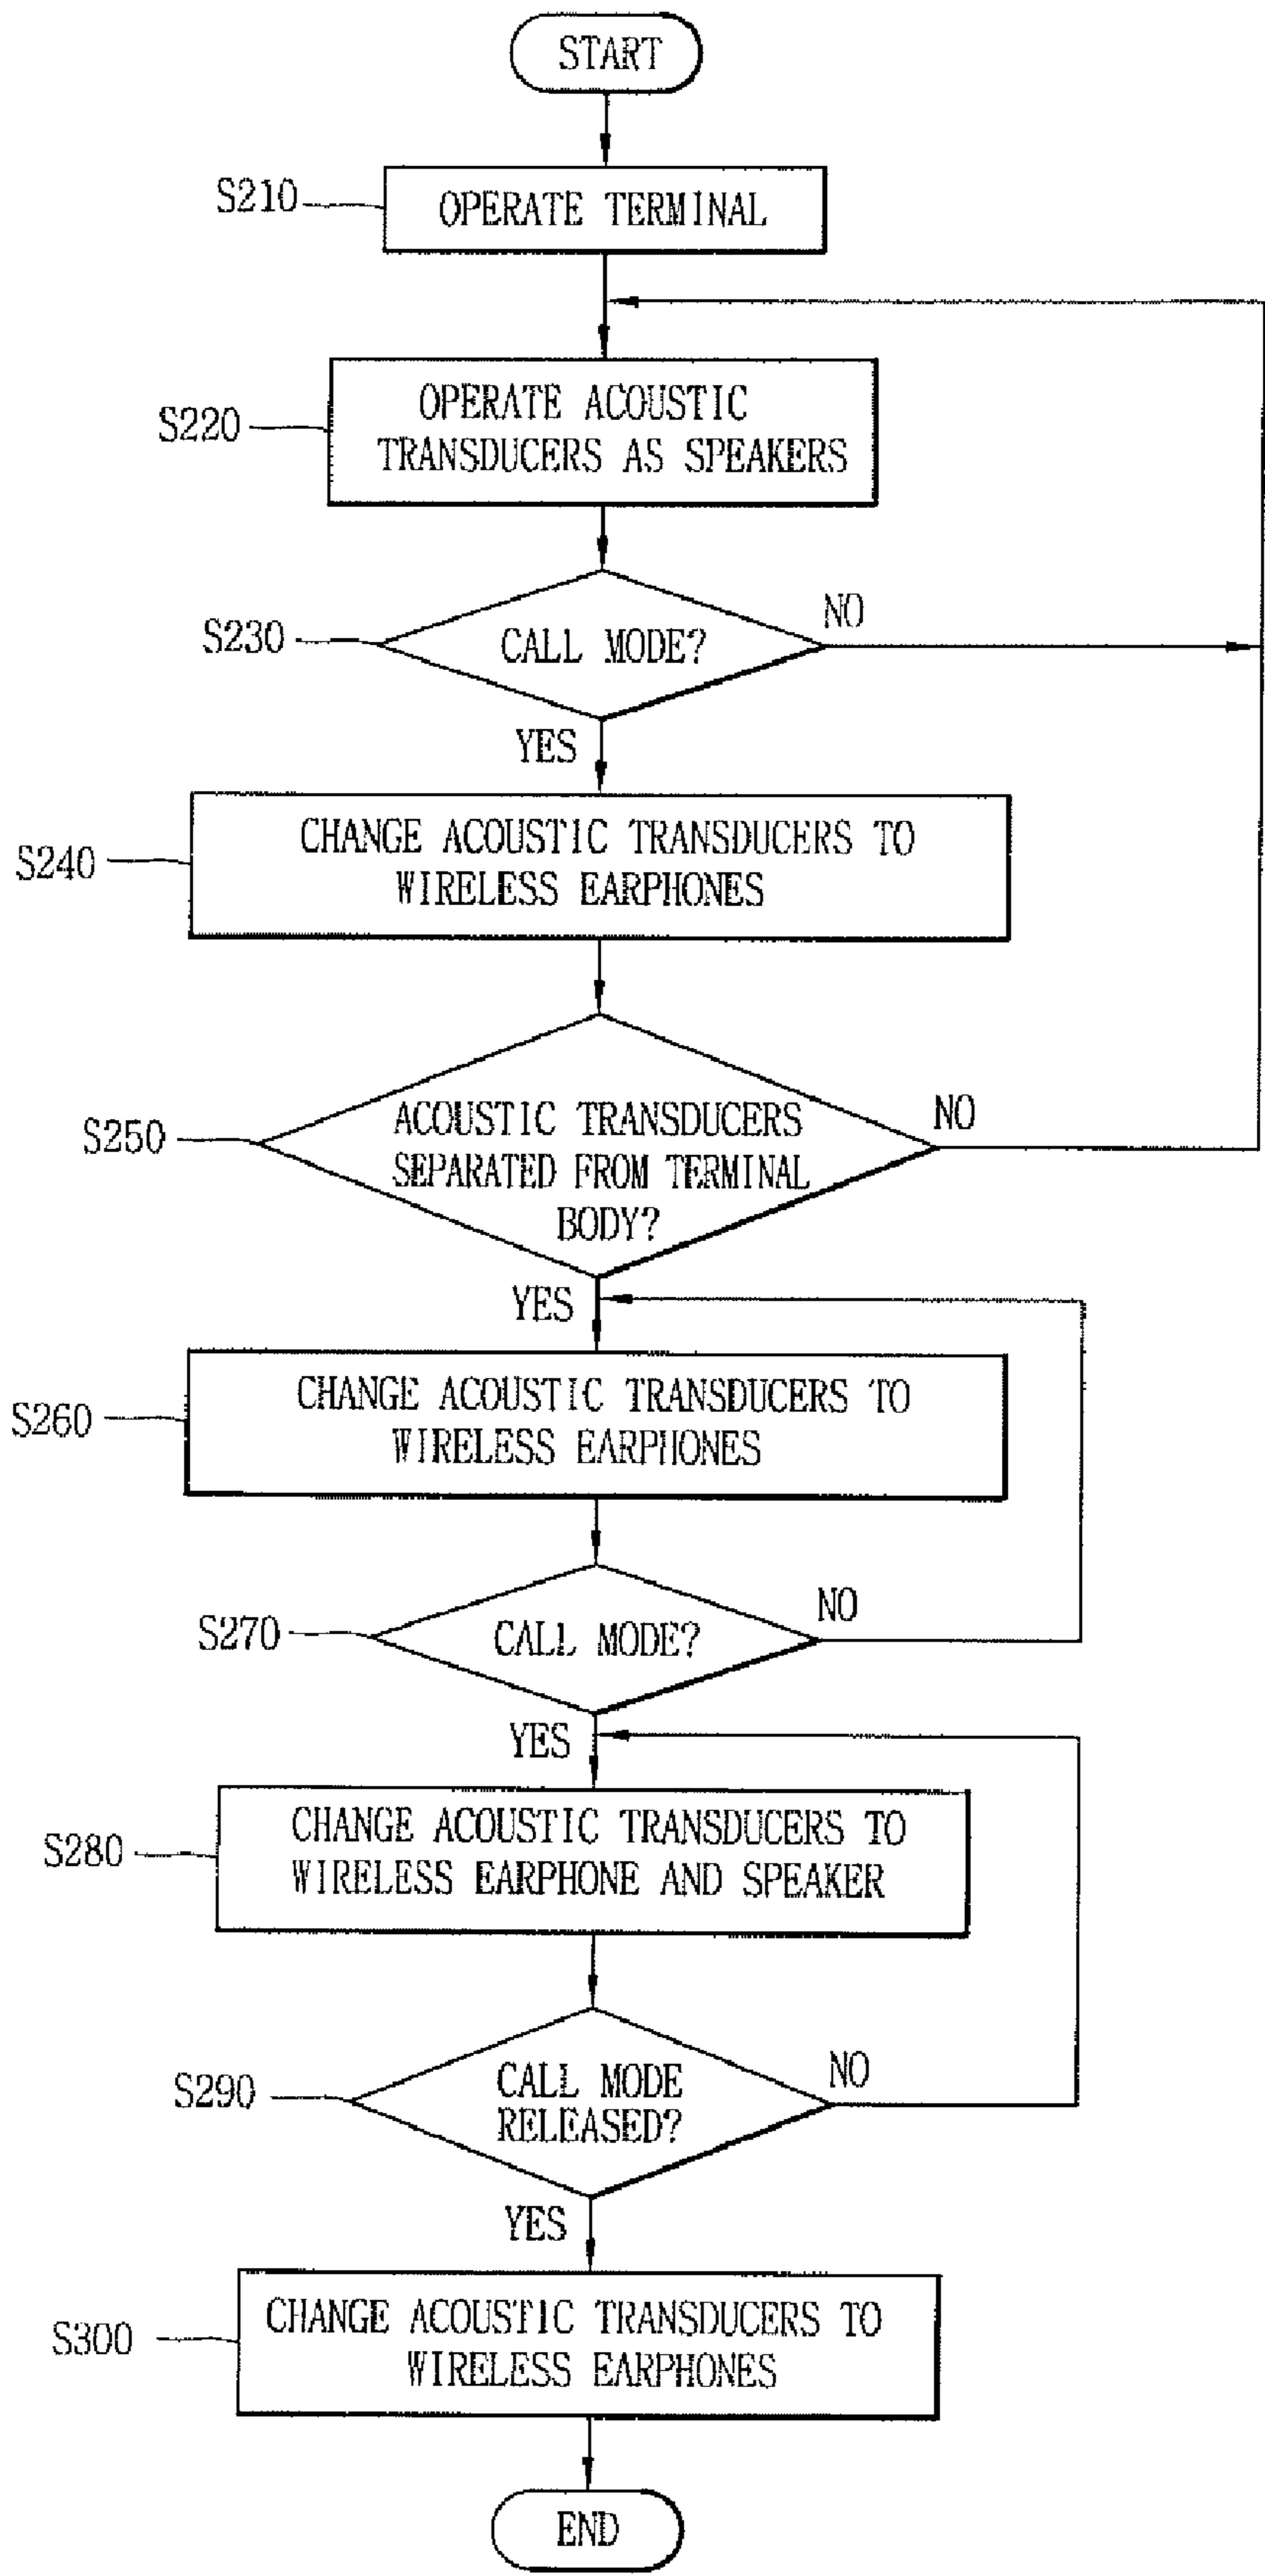 START
S210
OPERATE TERMINAL
S220
OPERATE ACOUSTIC
TRANSDUCERS AS SPEAKERS
S230
CALL MODE?
NO
YES
S240
CHANGE ACOUSTIC TRANSDUCERS TO
WIRELESS EARPHONES
S250
ACOUSTIC TRANSDUCERS
SEPARATED FROM TERMINAL
BODY?
NO
YES
S260
CHANGE ACOUSTIC TRANSDUCERS TO
WIRELESS EARPHONES
S270
CALL MODE?
NO
YES
S280
CHANGE ACOUSTIC TRANSDUCERS TO
WIRELESS EARPHONE AND SPEAKER
S290
CALL MODE
RELEASED?
NO
YES
S300
CHANGE ACOUSTIC TRANSDUCERS TO
WIRELESS EARPHONES
END